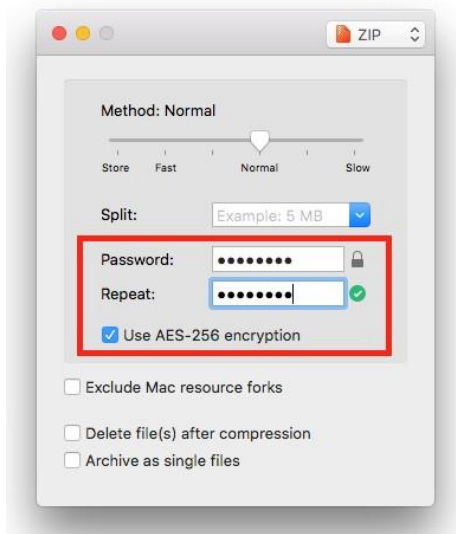 ZIP
Method: Normal
Store Fast Normal Slow
Split: Example: 5 MB
Password: ●●●●●●●●
Repeat: ●●●●●●●●
Use AES-256 encryption
Exclude Mac resource forks
Delete file(s) after compression
Archive as single files